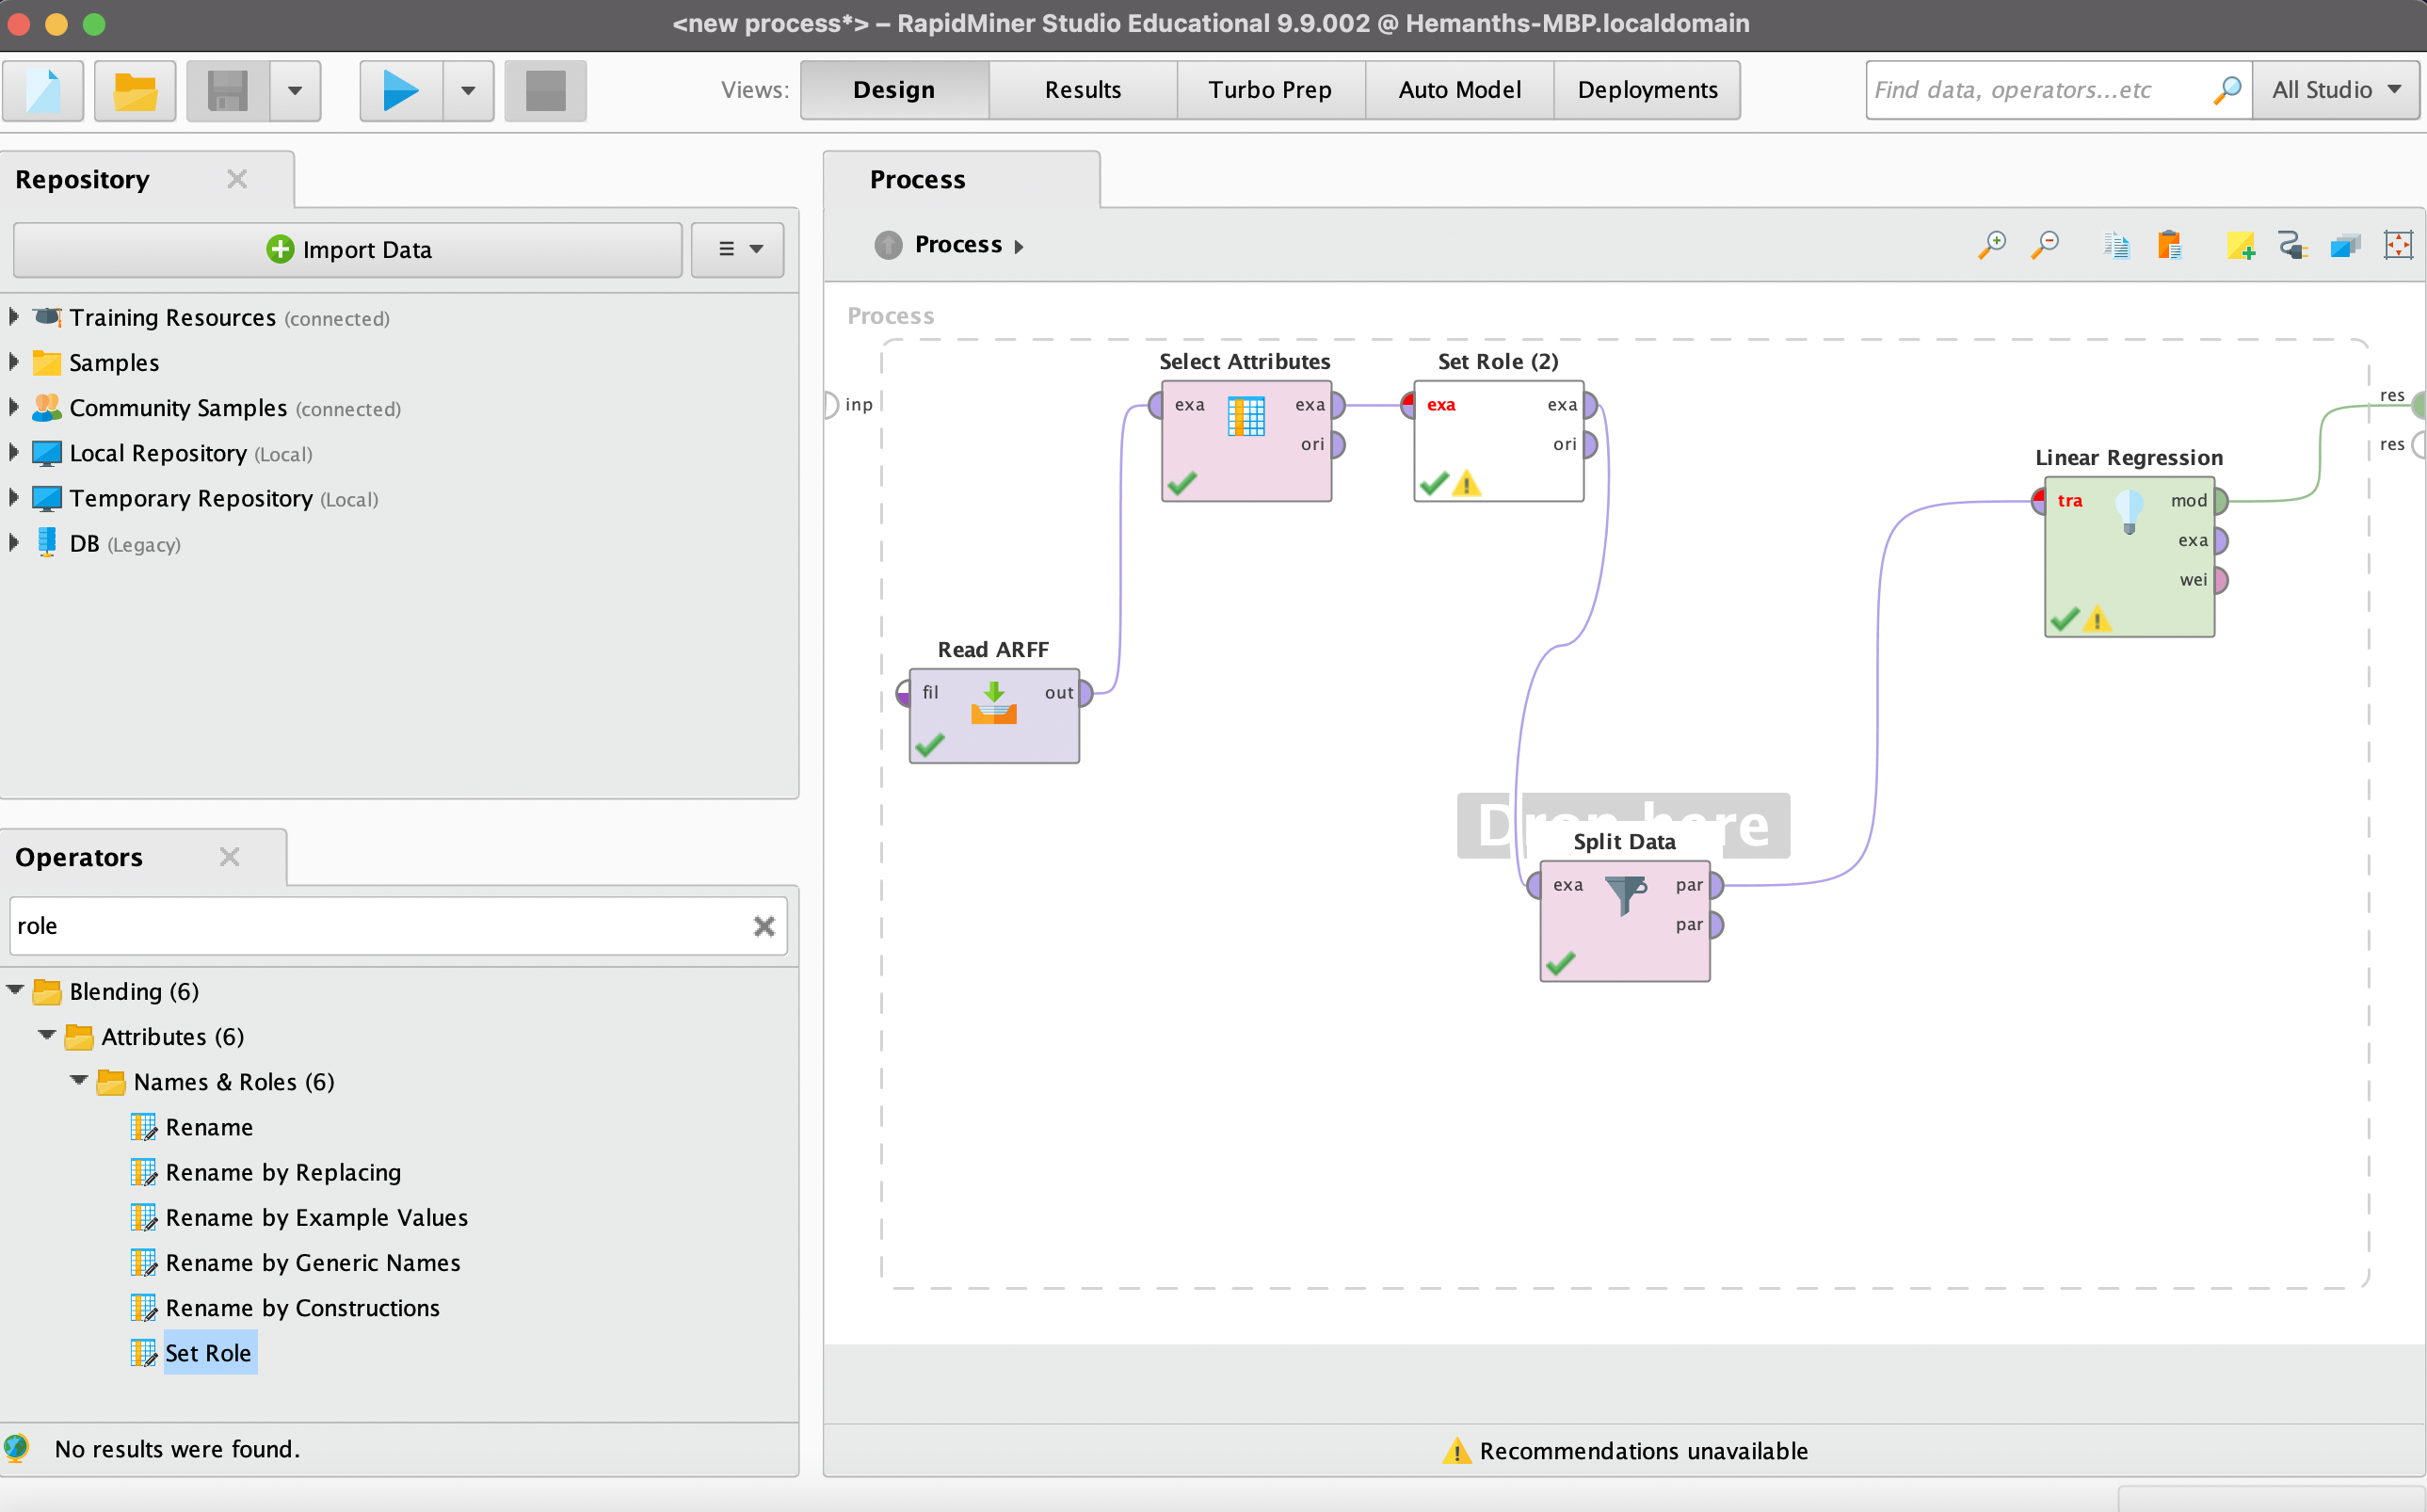 <new process*> – RapidMiner Studio Educational 9.9.002 @ Hemanths-MBP.localdomain
Views: Design Results Turbo Prep Auto Model Deployments
Find data, operators...etc
All Studio
Repository
Import Data
Training Resources (connected)
Samples
Community Samples (connected)
Local Repository (Local)
Temporary Repository (Local)
DB (Legacy)
Operators
role
Blending (6)
Attributes (6)
Names & Roles (6)
Rename
Rename by Replacing
Rename by Example Values
Rename by Generic Names
Rename by Constructions
Set Role
No results were found.
Process
Process
Process
inp
Select Attributes
exa exa
ori
Set Role (2)
exa exa
ori
res
res
Linear Regression
tra mod
exa
wei
Read ARFF
fil out
Drop here
Split Data
exa par
par
Recommendations unavailable